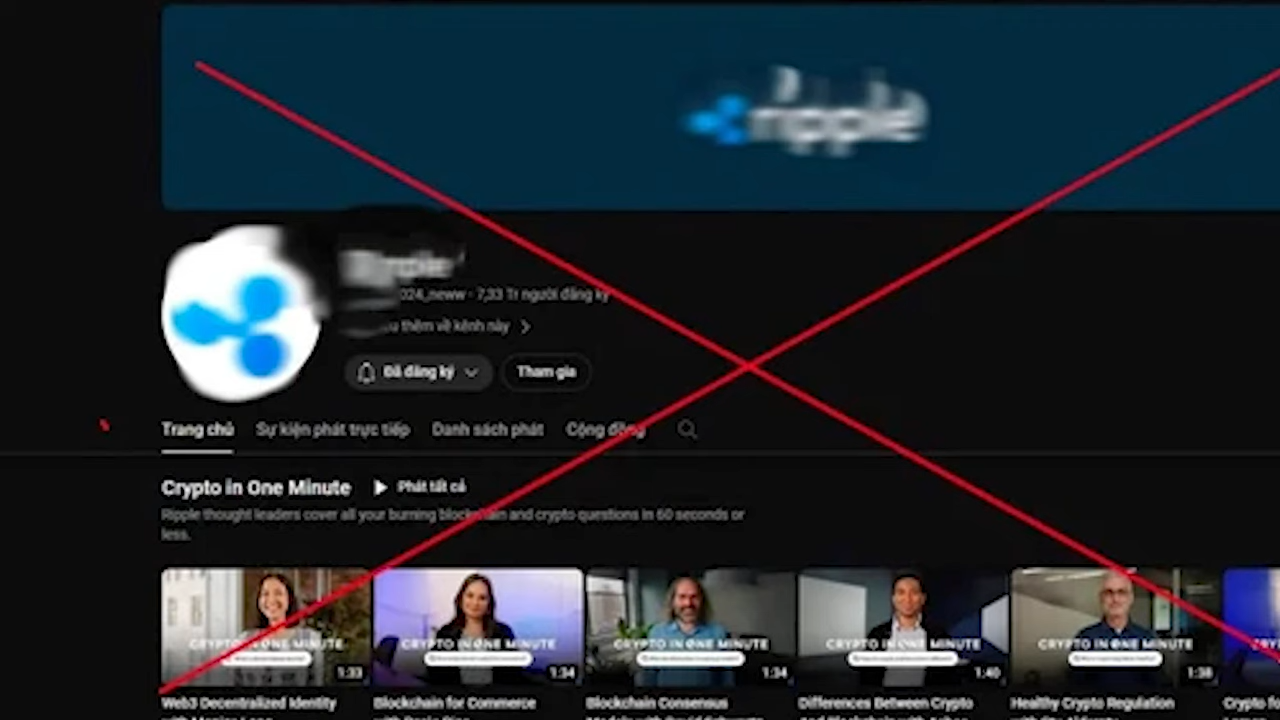 ripple
024_neww · 7,33 Tr người đăng ký
thêm về kênh này
Đã đăng ký
Tham gia
Trang chủ
Sự kiện phát trực tiếp
Danh sách phát
Cộng đồng
Crypto in One Minute
Phát tất cả
Ripple thought leaders cover all your burning blockchain and crypto questions in 60 seconds or
less.
CRYPTO IN ONE MINUTE
1:33
CRYPTO IN ONE MINUTE
1:34
CRYPTO IN ONE MINUTE
1:34
CRYPTO IN ONE MINUTE
1:40
CRYPTO IN ONE MINUTE
1:38
Web3 Decentralized Identity
Blockchain for Commerce
Blockchain Consensus
Differences Between Crypto
Healthy Crypto Regulation